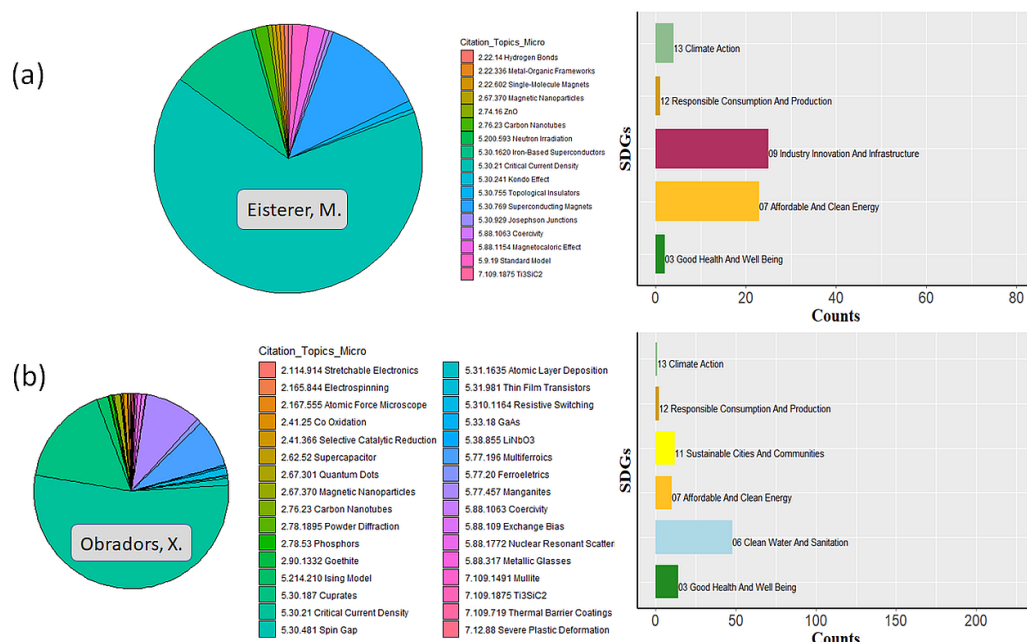 (a)
Eisterer, M.
Citation_Topics_Micro
2.22.14 Hydrogen Bonds
2.22.336 Metal-Organic Frameworks
2.22.602 Single-Molecule Magnets
2.67.370 Magnetic Nanoparticles
2.74.16 ZnO
2.76.23 Carbon Nanotubes
5.200.593 Neutron Irradiation
5.30.1620 Iron-Based Superconductors
5.30.21 Critical Current Density
5.30.241 Kondo Effect
5.30.755 Topological Insulators
5.30.769 Superconducting Magnets
5.30.929 Josephson Junctions
5.88.1063 Coercivity
5.88.1154 Magnetocaloric Effect
5.9.19 Standard Model
7.109.1875 Ti3SiC2
SDGs
13 Climate Action
12 Responsible Consumption And Production
09 Industry Innovation And Infrastructure
07 Affordable And Clean Energy
03 Good Health And Well Being
0 20 40 60 80
Counts
(b)
Obradors, X.
Citation_Topics_Micro
2.114.914 Stretchable Electronics
2.165.844 Electrospinning
2.167.555 Atomic Force Microscope
2.41.25 Co Oxidation
2.41.366 Selective Catalytic Reduction
2.62.52 Supercapacitor
2.67.301 Quantum Dots
2.67.370 Magnetic Nanoparticles
2.76.23 Carbon Nanotubes
2.78.1895 Powder Diffraction
2.78.53 Phosphors
2.90.1332 Goethite
5.214.210 Ising Model
5.30.187 Cuprates
5.30.21 Critical Current Density
5.30.481 Spin Gap
5.31.1635 Atomic Layer Deposition
5.31.981 Thin Film Transistors
5.310.1164 Resistive Switching
5.33.18 GaAs
5.38.855 LiNbO3
5.77.196 Multiferroics
5.77.20 Ferroeletrics
5.77.457 Manganites
5.88.1063 Coercivity
5.88.109 Exchange Bias
5.88.1772 Nuclear Resonant Scatter
5.88.317 Metallic Glasses
7.109.1491 Mullite
7.109.1875 Ti3SiC2
7.109.719 Thermal Barrier Coatings
7.12.88 Severe Plastic Deformation
SDGs
13 Climate Action
12 Responsible Consumption And Production
11 Sustainable Cities And Communities
07 Affordable And Clean Energy
06 Clean Water And Sanitation
03 Good Health And Well Being
0 50 100 150 200
Counts